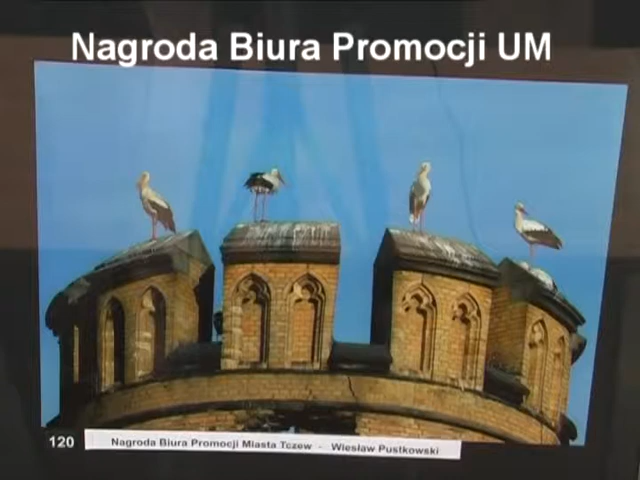 Nagroda Biura Promocji UM
120
Nagroda Biura Promocji Miasta Tczew - Wiesław Pustkowski